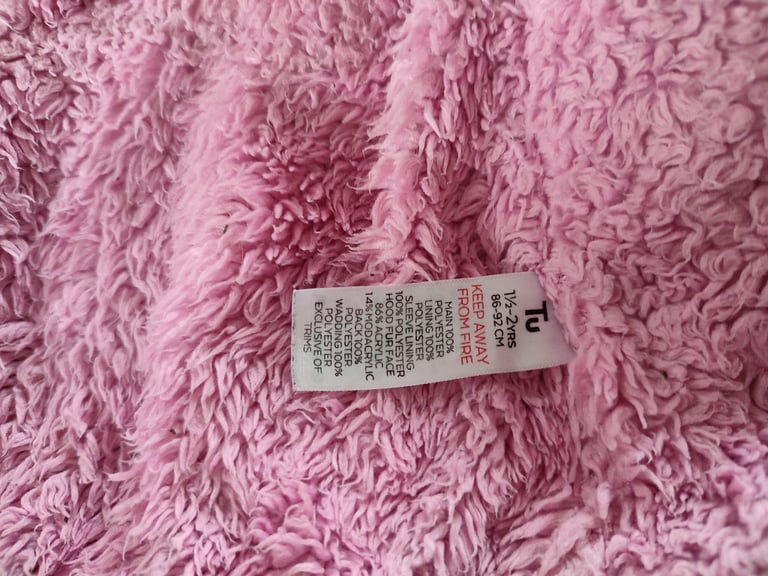 Tu
1½-2YRS
86-92 CM
KEEP AWAY
FROM FIRE
MAIN 100%
POLYESTER
LINING 100%
POLYESTER
SLEEVE LINING
100% POLYESTER
HOOD FUR FACE
86% ACRYLIC
14% MODACRYLIC
BACK 100%
POLYESTER
WADDING 100%
POLYESTER
EXCLUSIVE OF
TRIMS